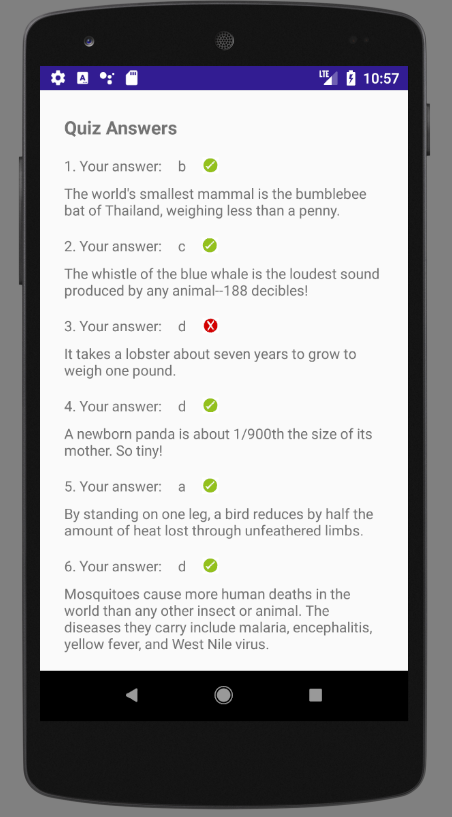 LTE 10:57
Quiz Answers
1. Your answer: b
The world's smallest mammal is the bumblebee
bat of Thailand, weighing less than a penny.
2. Your answer: c
The whistle of the blue whale is the loudest sound
produced by any animal--188 decibles!
3. Your answer: d
It takes a lobster about seven years to grow to
weigh one pound.
4. Your answer: d
A newborn panda is about 1/900th the size of its
mother. So tiny!
5. Your answer: a
By standing on one leg, a bird reduces by half the
amount of heat lost through unfeathered limbs.
6. Your answer: d
Mosquitoes cause more human deaths in the
world than any other insect or animal. The
diseases they carry include malaria, encephalitis,
yellow fever, and West Nile virus.